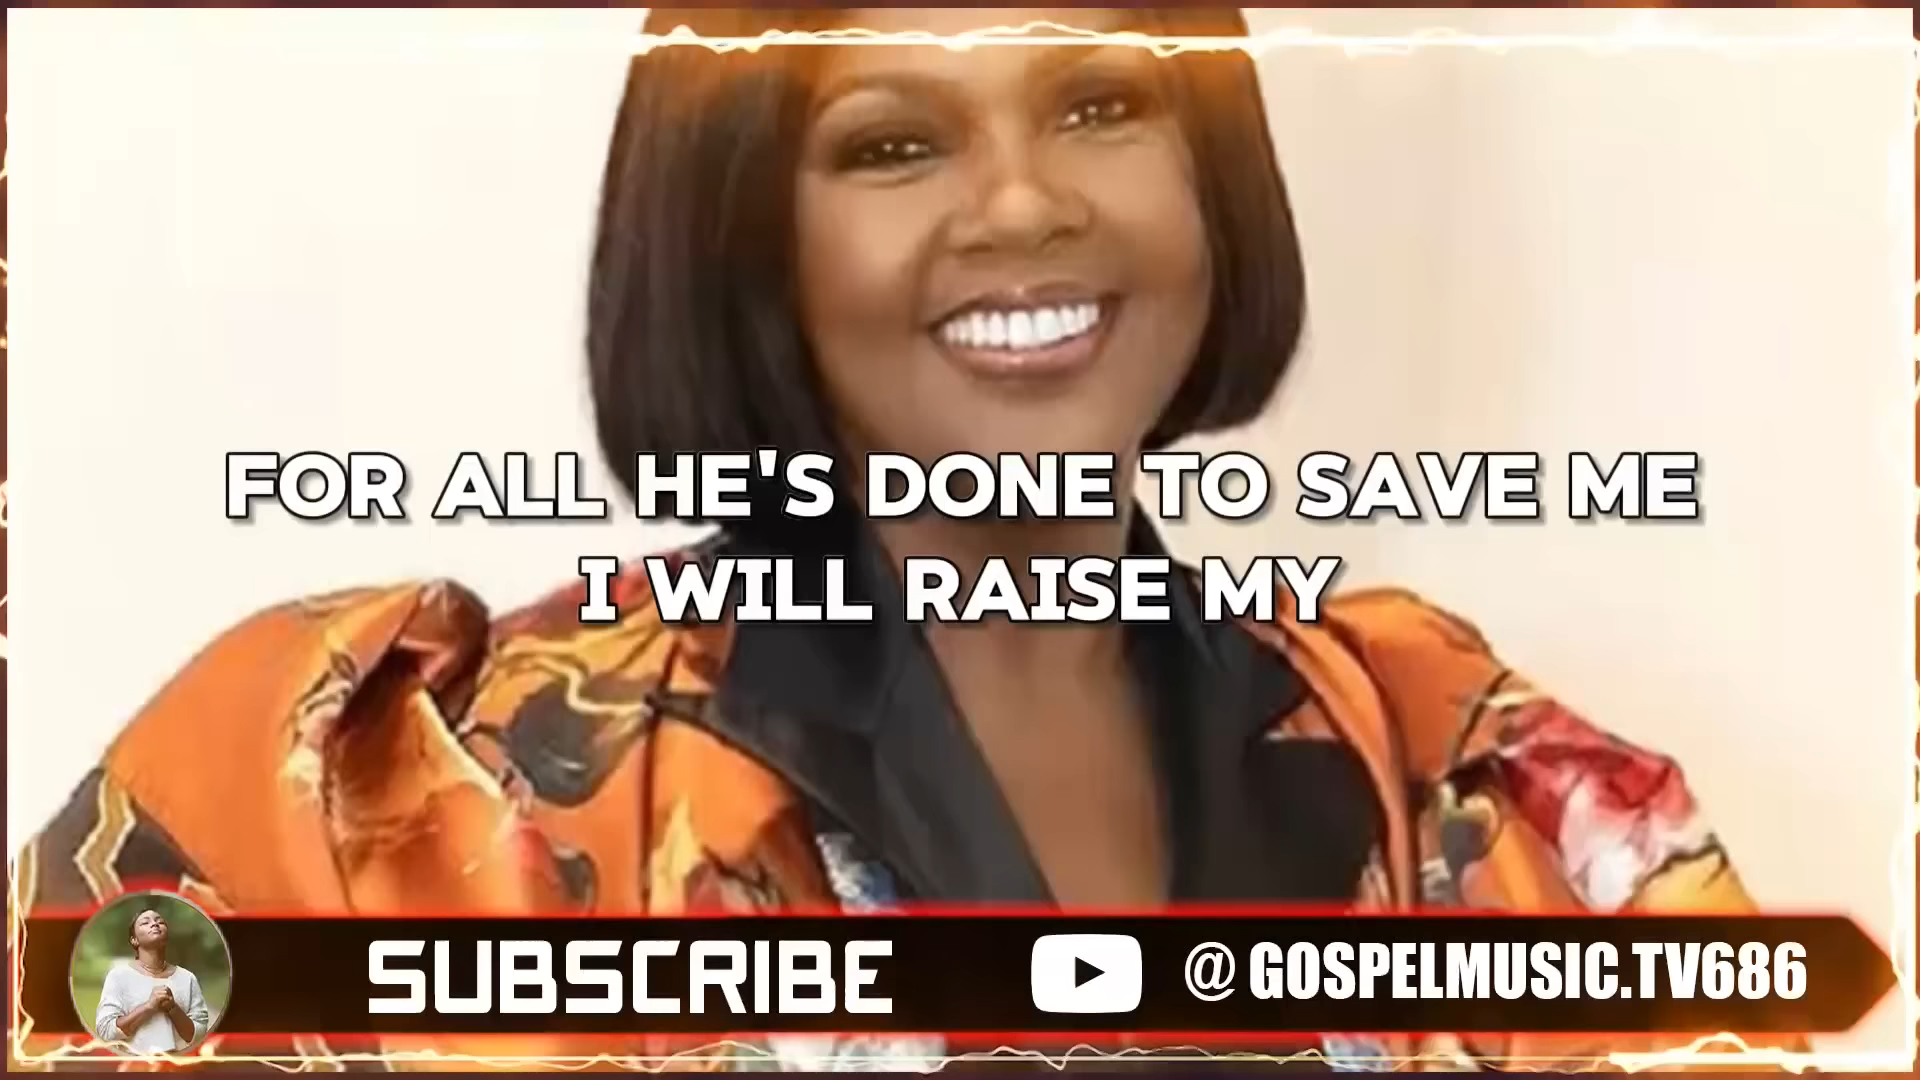 FOR ALL HE'S DONE TO SAVE ME
I WILL RAISE MY
SUBSCRIBE
@GOSPELMUSIC.TV686